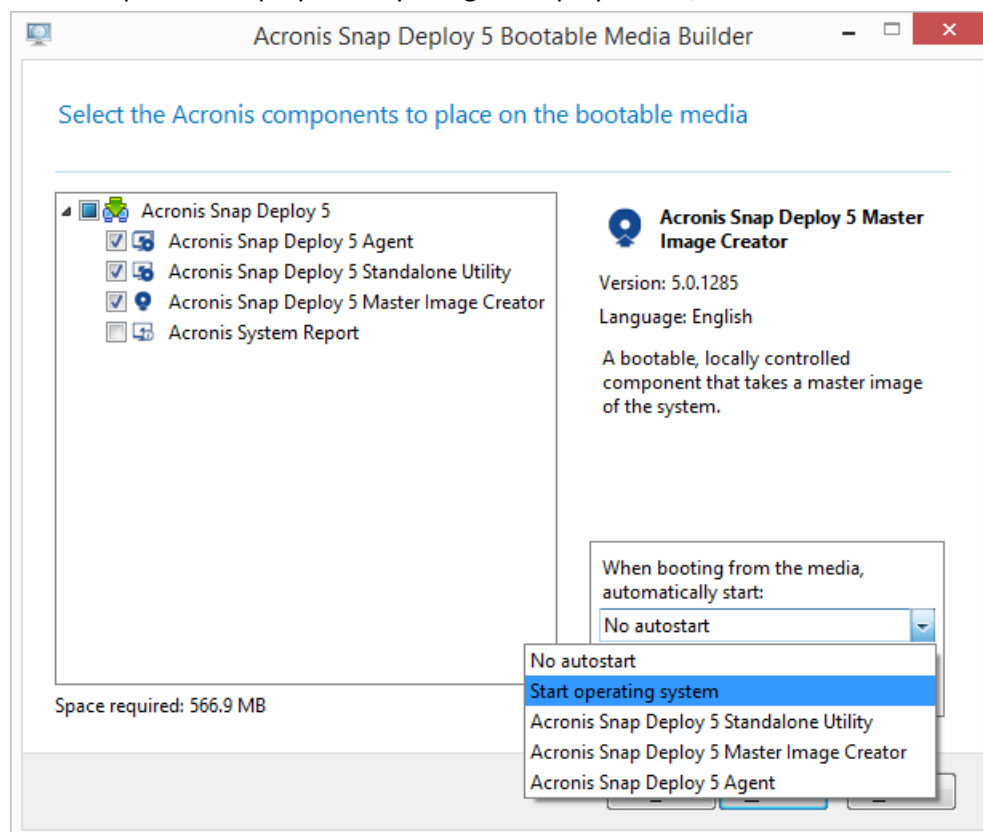 Acronis Snap Deploy 5 Bootable Media Builder
Select the Acronis components to place on the bootable media
Acronis Snap Deploy 5
Acronis Snap Deploy 5 Agent
Acronis Snap Deploy 5 Standalone Utility
Acronis Snap Deploy 5 Master Image Creator
Acronis System Report
Space required: 566.9 MB
Acronis Snap Deploy 5 Master
Image Creator
Version: 5.0.1285
Language: English
A bootable, locally controlled
component that takes a master image
of the system.
When booting from the media,
automatically start:
No autostart
No autostart
Start operating system
Acronis Snap Deploy 5 Standalone Utility
Acronis Snap Deploy 5 Master Image Creator
Acronis Snap Deploy 5 Agent